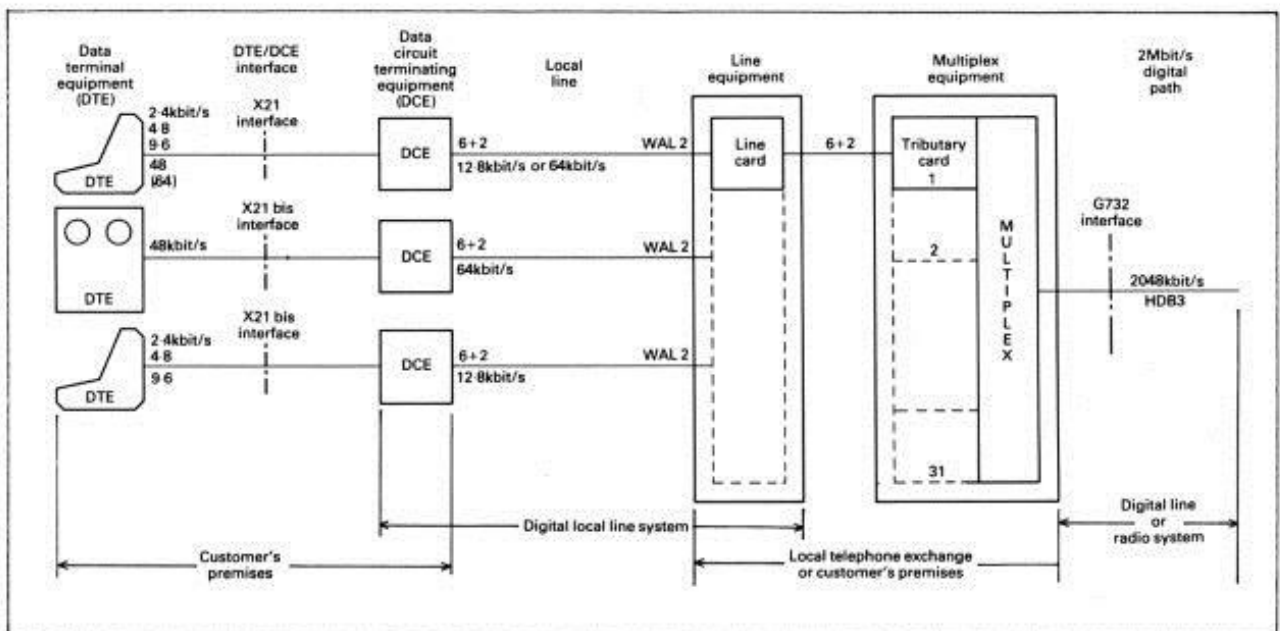 Data
terminal
equipment
(DTE)
DTE/DCE
interface
Data
circuit
terminating
equipment
(DCE)
Local
line
Line
equipment
Multiplex
equipment
2Mbit/s
digital
path
2·4kbit/s
4·8
9·6
48
(64)
DTE
X21
interface
DCE
6+2
12·8kbit/s or 64kbit/s
WAL 2
Line
card
6+2
Tributary
card
1
48kbit/s
DTE
X21 bis
interface
DCE
6+2
64kbit/s
WAL 2
2
MULTIPLEX
G732
interface
2048kbit/s
HDB3
2·4kbit/s
4·8
9·6
DTE
X21 bis
interface
DCE
6+2
12·8kbit/s
WAL 2
31
Digital local line system
Digital line
or
radio system
Customer's
premises
Local telephone exchange
or customer's premises